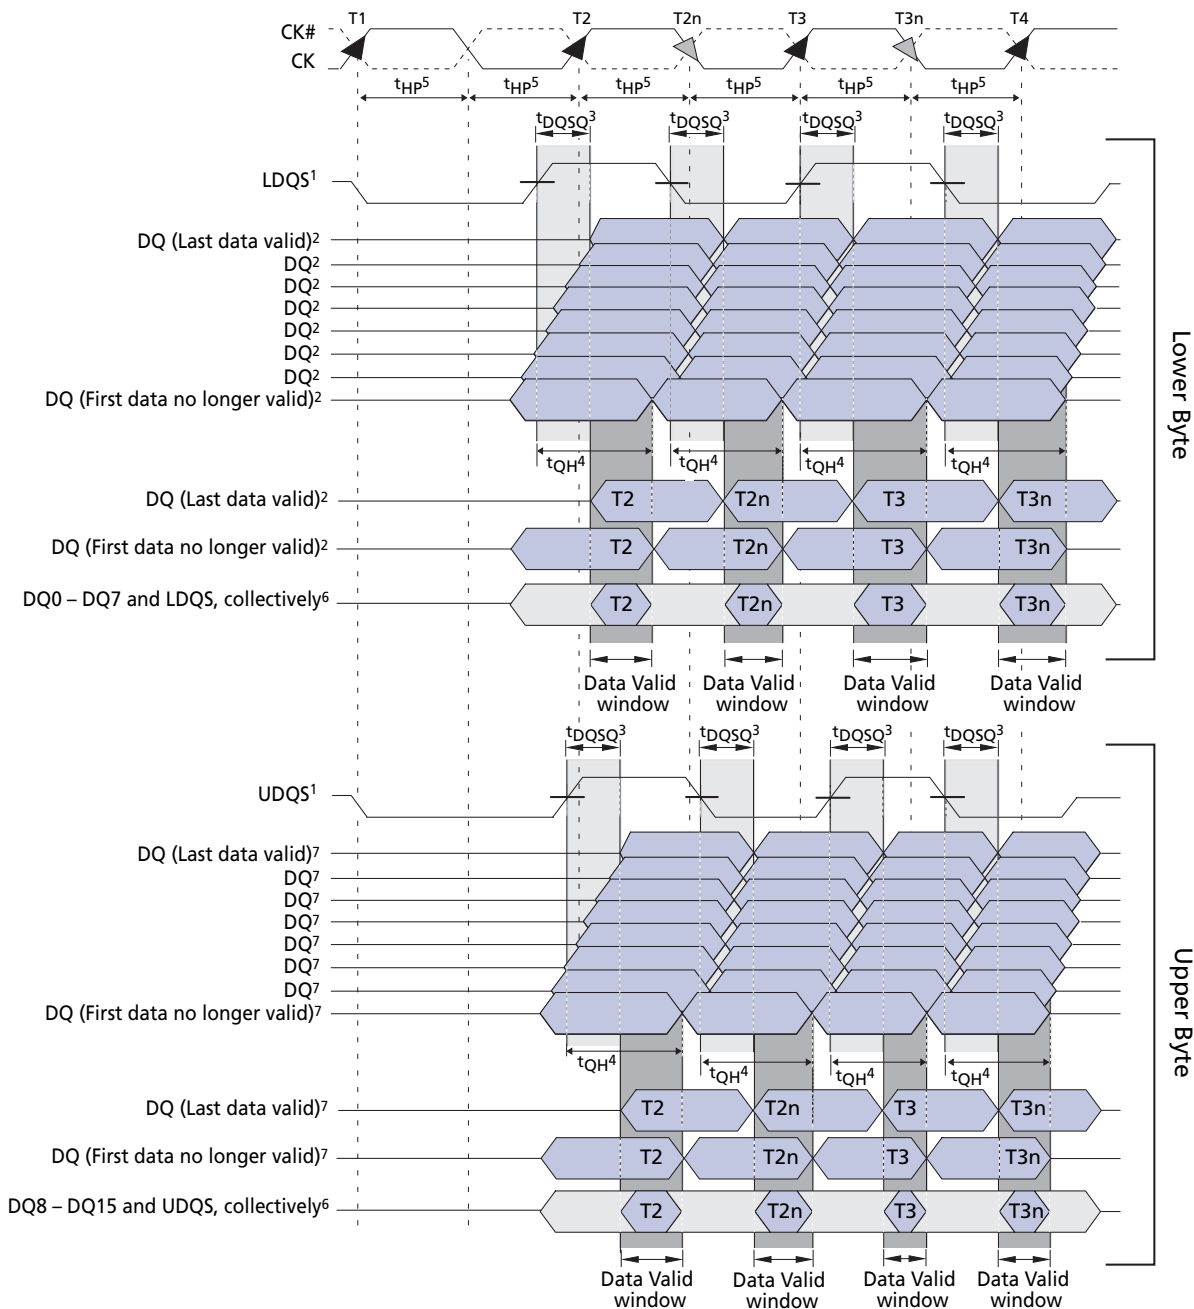 T1 T2 T2n T3 T3n T4
CK#
CK
tHP5 tHP5 tHP5 tHP5 tHP5 tHP5
tDQSQ3 tDQSQ3 tDQSQ3 tDQSQ3
LDQS1
DQ (Last data valid)2
DQ2
DQ2
DQ2
DQ2
DQ2
DQ2
DQ (First data no longer valid)2
Lower Byte
tQH4 tQH4 tQH4 tQH4
DQ (Last data valid)2 T2 T2n T3 T3n
DQ (First data no longer valid)2 T2 T2n T3 T3n
DQ0 – DQ7 and LDQS, collectively6 T2 T2n T3 T3n
Data Valid window Data Valid window Data Valid window Data Valid window
tDQSQ3 tDQSQ3 tDQSQ3 tDQSQ3
UDQS1
DQ (Last data valid)7
DQ7
DQ7
DQ7
DQ7
DQ7
DQ7
DQ (First data no longer valid)7
Upper Byte
tQH4 tQH4 tQH4 tQH4
DQ (Last data valid)7 T2 T2n T3 T3n
DQ (First data no longer valid)7 T2 T2n T3 T3n
DQ8 – DQ15 and UDQS, collectively6 T2 T2n T3 T3n
Data Valid window Data Valid window Data Valid window Data Valid window